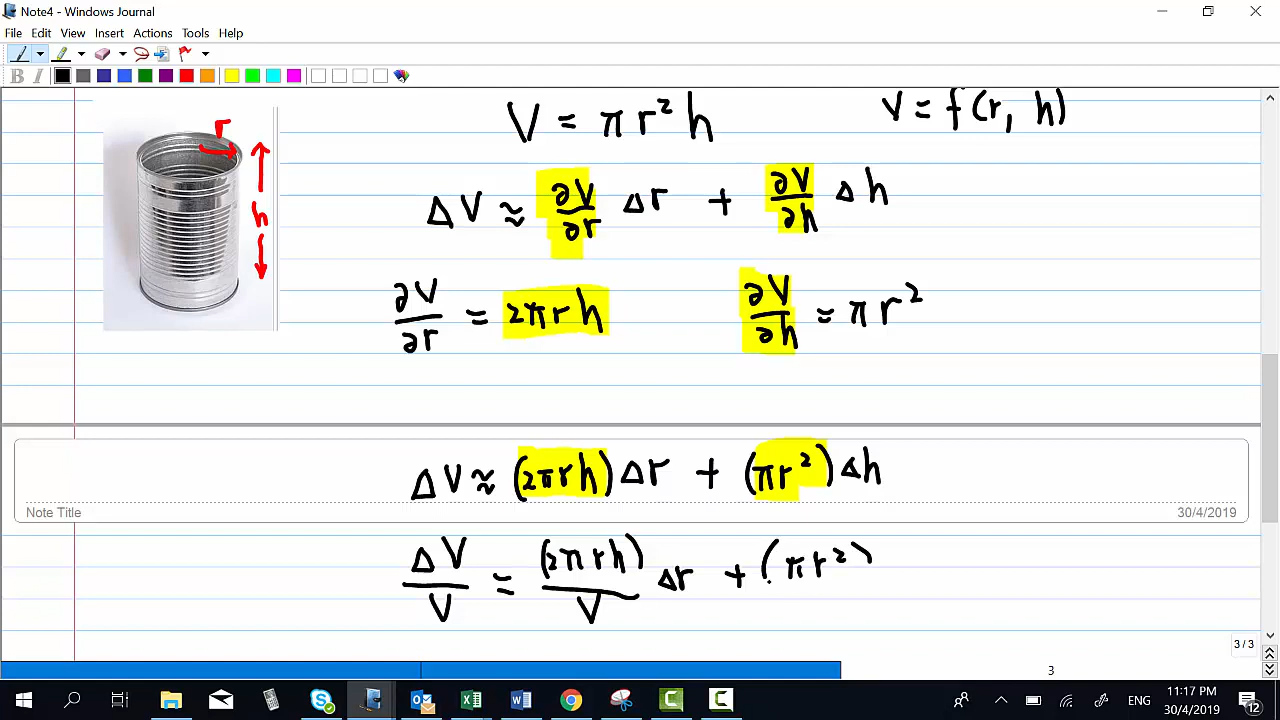 Note4 - Windows Journal
File Edit View Insert Actions Tools Help
B I
r
h
V = πr²h
V = f(r, h)
ΔV ≈ ∂V/∂r Δr + ∂V/∂h Δh
∂V/∂r = 2πrh
∂V/∂h = πr²
ΔV ≈ (2πrh) Δr + (πr²) Δh
Note Title
30/4/2019
ΔV/V ≈ (2πrh)/V Δr + (πr²)
3 / 3
3
ENG
11:17 PM
30/4/2019
12